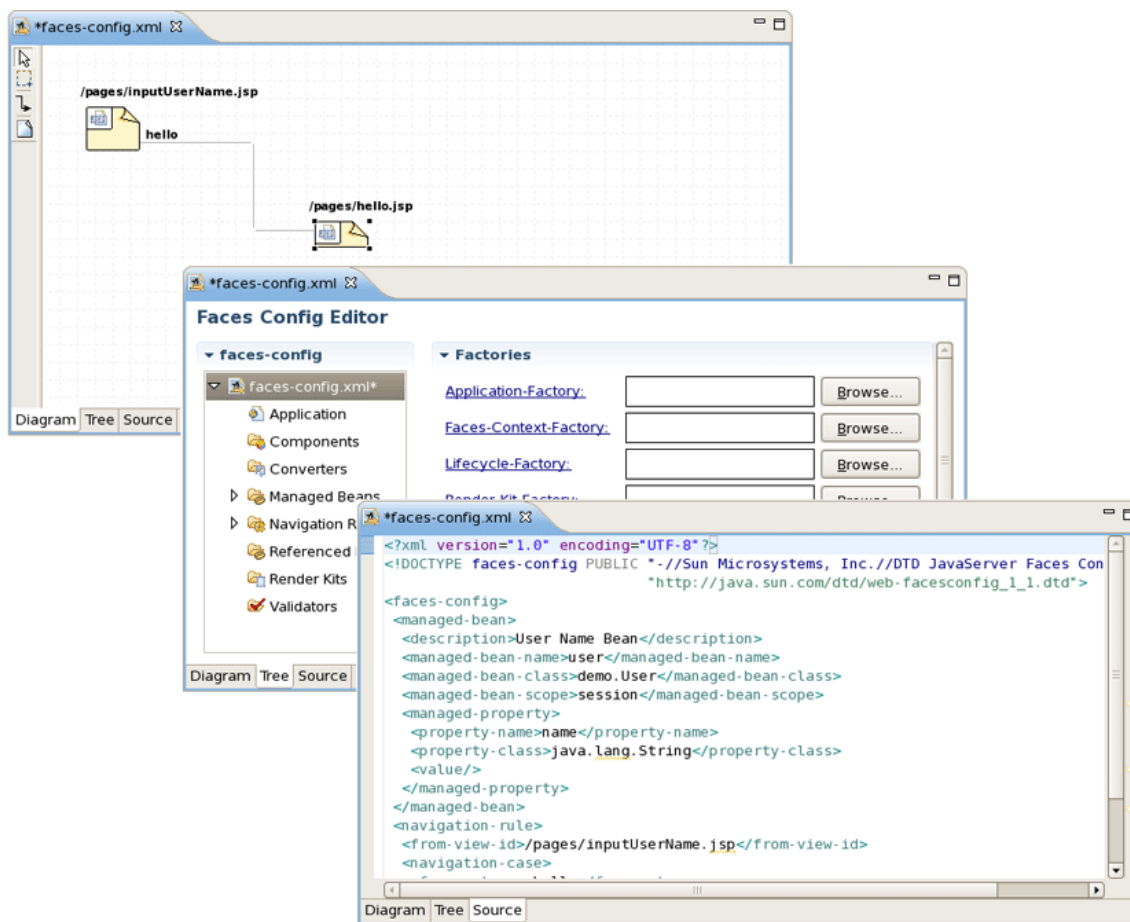 *faces-config.xml
/pages/inputUserName.jsp
hello
/pages/hello.jsp
Diagram Tree Source
*faces-config.xml
Faces Config Editor
faces-config
faces-config.xml*
Application
Components
Converters
Managed Beans
Navigation R
Referenced
Render Kits
Validators
Factories
Application-Factory: Browse...
Faces-Context-Factory: Browse...
Lifecycle-Factory: Browse...
Render-Kit-Factory: Browse...
Diagram Tree Source
*faces-config.xml
<?xml version="1.0" encoding="UTF-8"?>
<!DOCTYPE faces-config PUBLIC "-//Sun Microsystems, Inc.//DTD JavaServer Faces Con
"http://java.sun.com/dtd/web-facesconfig_1_1.dtd">
<faces-config>
<managed-bean>
<description>User Name Bean</description>
<managed-bean-name>user</managed-bean-name>
<managed-bean-class>demo.User</managed-bean-class>
<managed-bean-scope>session</managed-bean-scope>
<managed-property>
<property-name>name</property-name>
<property-class>java.lang.String</property-class>
<value/>
</managed-property>
</managed-bean>
<navigation-rule>
<from-view-id>/pages/inputUserName.jsp</from-view-id>
<navigation-case>
Diagram Tree Source